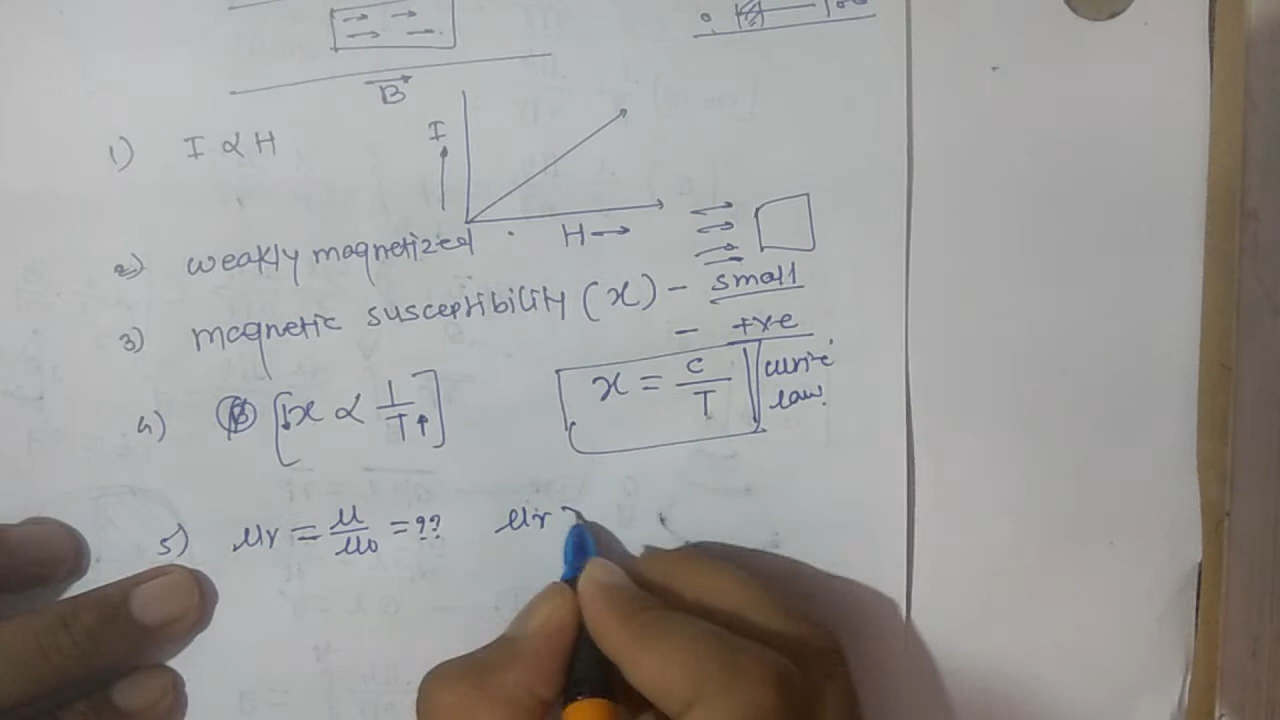 B
1) I ∝ H
I
H →
2) weakly magnetized
3) magnetic susceptibility (x) - small
- +ve
4) [x ∝ 1/T]
x = C/T curie law.
5) μr = μ/μ0 = ?? μr